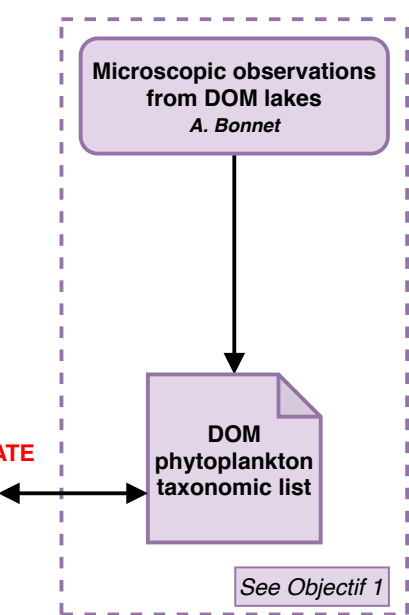 Microscopic observations
from DOM lakes
A. Bonnet
DOM
phytoplankton
taxonomic list
See Objectif 1